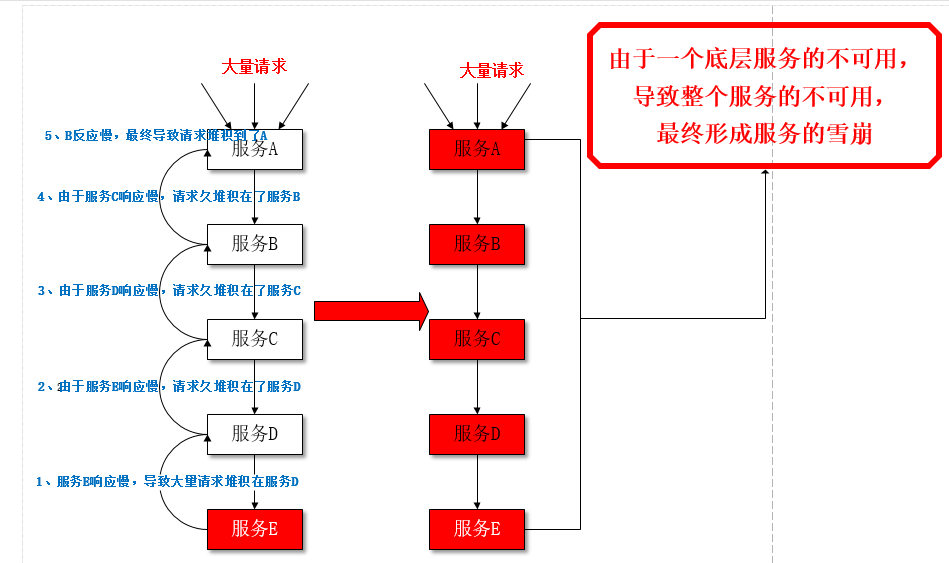 大量请求
大量请求
由于一个底层服务的不可用，
导致整个服务的不可用，
最终形成服务的雪崩
5、B反应慢，最终导致请求堆积到了A
服务A
服务A
4、由于服务C响应慢，请求久堆积在了服务B
服务B
服务B
3、由于服务D响应慢，请求久堆积在了服务C
服务C
服务C
2、由于服务E响应慢，请求久堆积在了服务D
服务D
服务D
1、服务E响应慢，导致大量请求堆积在服务D
服务E
服务E